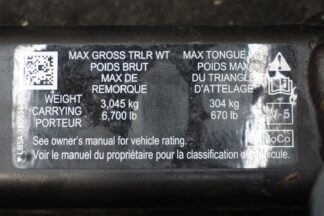 MAX GROSS TRLR WT
POIDS BRUT
MAX DE
REMORQUE
MAX TONGUE WT
POIDS MAX
DU TRIANGLE
D'ATTELAGE
WEIGHT
CARRYING
PORTEUR
3,045 kg
6,700 lb
304 kg
670 lb
V-5
MoCo
See owner's manual for vehicle rating.
Voir le manuel du propriétaire pour la classification du véhicule.